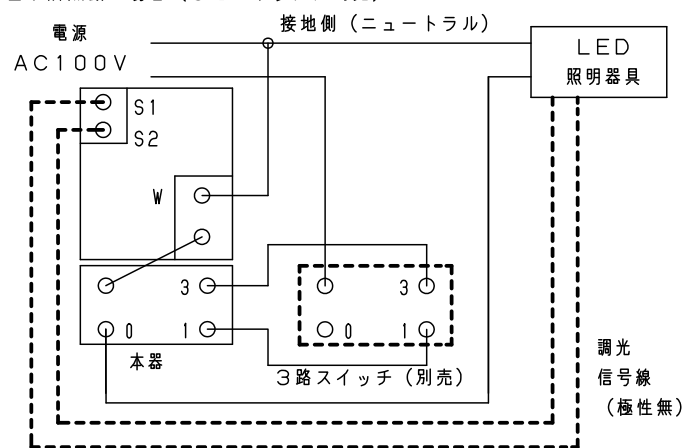 接地側（ニュートラル）
電源
AC100V
LED
照明器具
S1
S2
W
3
3
0
1
0
1
本器
3路スイッチ（別売）
調光
信号線
（極性無）